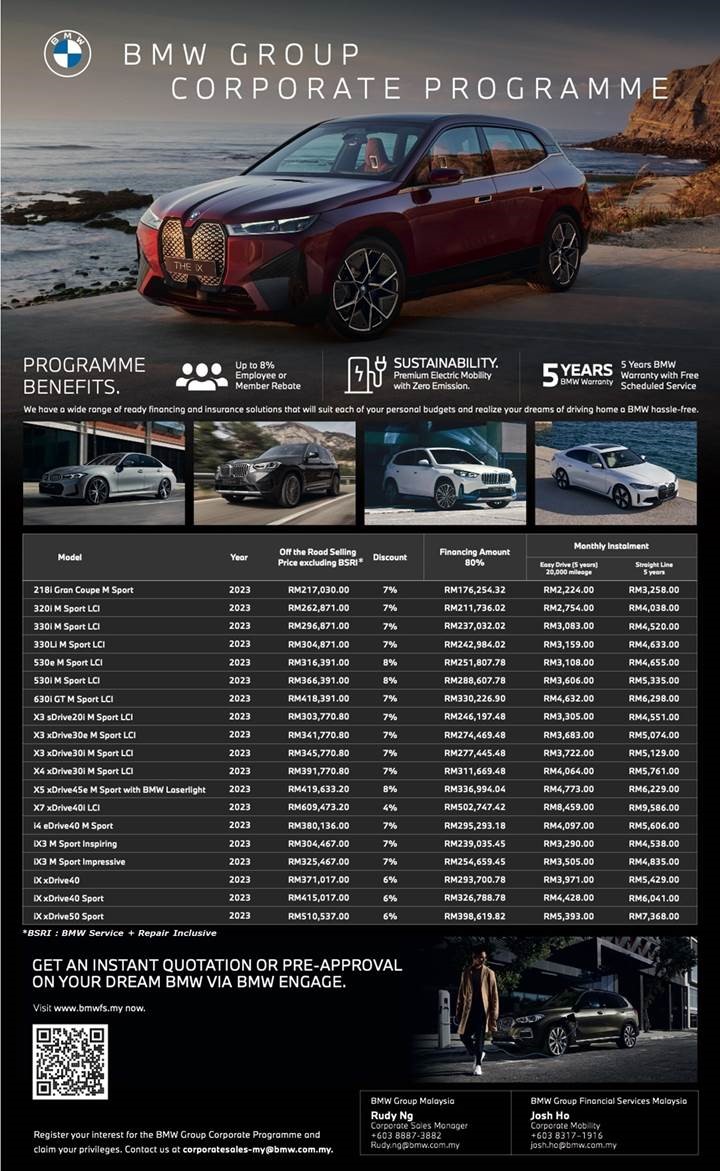 BMW
BMW GROUP
CORPORATE PROGRAMME
THE iX
PROGRAMME
BENEFITS.
Up to 8%
Employee or
Member Rebate
SUSTAINABILITY.
Premium Electric Mobility
with Zero Emission.
5 YEARS
BMW Warranty
5 Years BMW
Warranty with Free
Scheduled Service
We have a wide range of ready financing and insurance solutions that will suit each of your personal budgets and realize your dreams of driving home a BMW hassle-free.
Model Year Off the Road Selling Price excluding BSRI* Discount Financing Amount 80% Monthly Instalment
Easy Drive (5 years) 20,000 mileage Straight Line 5 years
218i Gran Coupe M Sport 2023 RM217,030.00 7% RM176,254.32 RM2,224.00 RM3,258.00
320i M Sport LCI 2023 RM262,871.00 7% RM211,736.02 RM2,754.00 RM4,038.00
330i M Sport LCI 2023 RM296,871.00 7% RM237,032.02 RM3,083.00 RM4,520.00
330Li M Sport LCI 2023 RM304,871.00 7% RM242,984.02 RM3,159.00 RM4,633.00
530e M Sport LCI 2023 RM316,391.00 8% RM251,807.78 RM3,108.00 RM4,655.00
530i M Sport LCI 2023 RM366,391.00 8% RM288,607.78 RM3,606.00 RM5,335.00
630i GT M Sport LCI 2023 RM418,391.00 7% RM330,226.90 RM4,632.00 RM6,298.00
X3 sDrive20i M Sport LCI 2023 RM303,770.80 7% RM246,197.48 RM3,305.00 RM4,551.00
X3 xDrive30e M Sport LCI 2023 RM341,770.80 7% RM274,469.48 RM3,683.00 RM5,074.00
X3 xDrive30i M Sport LCI 2023 RM345,770.80 7% RM277,445.48 RM3,722.00 RM5,129.00
X4 xDrive30i M Sport LCI 2023 RM391,770.80 7% RM311,669.48 RM4,064.00 RM5,761.00
X5 xDrive45e M Sport with BMW Laserlight 2023 RM419,633.20 8% RM336,994.04 RM4,773.00 RM6,229.00
X7 xDrive40i LCI 2023 RM609,473.20 4% RM502,747.42 RM8,459.00 RM9,586.00
i4 eDrive40 M Sport 2023 RM380,136.00 7% RM295,293.18 RM4,097.00 RM5,606.00
iX3 M Sport Inspiring 2023 RM304,467.00 7% RM239,035.45 RM3,290.00 RM4,538.00
iX3 M Sport Impressive 2023 RM325,467.00 7% RM254,659.45 RM3,505.00 RM4,835.00
iX xDrive40 2023 RM371,017.00 6% RM293,700.78 RM3,971.00 RM5,429.00
iX xDrive40 Sport 2023 RM415,017.00 6% RM326,788.78 RM4,428.00 RM6,041.00
iX xDrive50 Sport 2023 RM510,537.00 6% RM398,619.82 RM5,393.00 RM7,368.00
*BSRI : BMW Service + Repair Inclusive
GET AN INSTANT QUOTATION OR PRE-APPROVAL
ON YOUR DREAM BMW VIA BMW ENGAGE.
Visit www.bmwfs.my now.
Register your interest for the BMW Group Corporate Programme and
claim your privileges. Contact us at corporatesales-my@bmw.com.my.
BMW Group Malaysia
Rudy Ng
Corporate Sales Manager
+603 8887-3882
Rudy.ng@bmw.com.my
BMW Group Financial Services Malaysia
Josh Ho
Corporate Mobility
+603 8317-1916
josh.ho@bmw.com.my